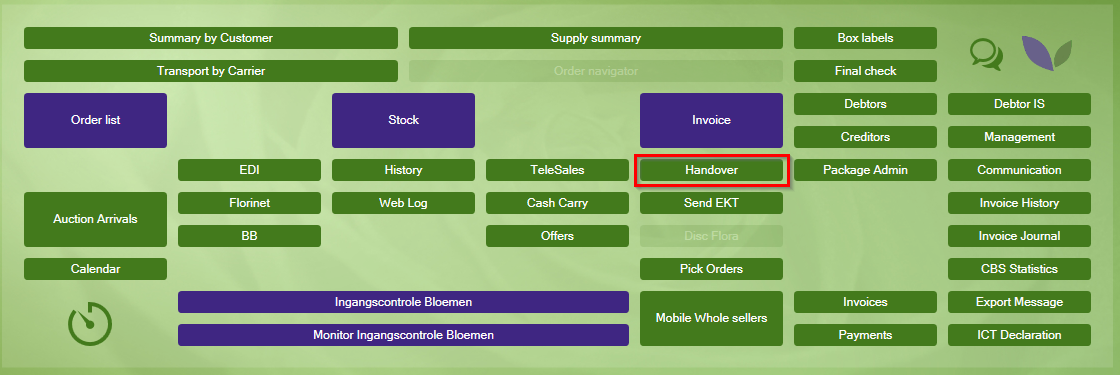 Summary by Customer
Supply summary
Box labels
Transport by Carrier
Order navigator
Final check
Order list
Stock
Invoice
Debtors
Debtor IS
Creditors
Management
EDI
History
TeleSales
Handover
Package Admin
Communication
Auction Arrivals
Florinet
Web Log
Cash Carry
Send EKT
Invoice History
BB
Offers
Disc Flora
Invoice Journal
Calendar
Pick Orders
CBS Statistics
Ingangscontrole Bloemen
Mobile Whole sellers
Invoices
Export Message
Monitor Ingangscontrole Bloemen
Payments
ICT Declaration